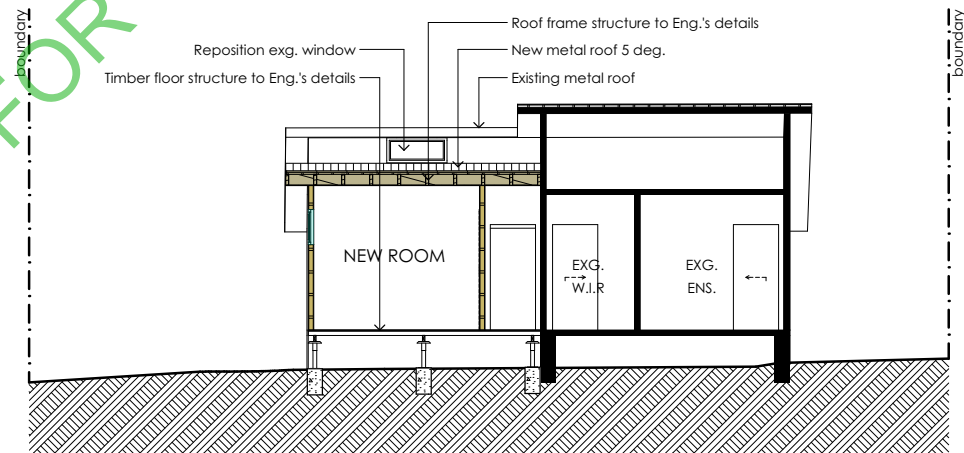 boundary
FOR
Roof frame structure to Eng.'s details
Reposition exg. window
New metal roof 5 deg.
Timber floor structure to Eng.'s details
Existing metal roof
boundary
NEW ROOM
EXG.
W.I.R
EXG.
ENS.